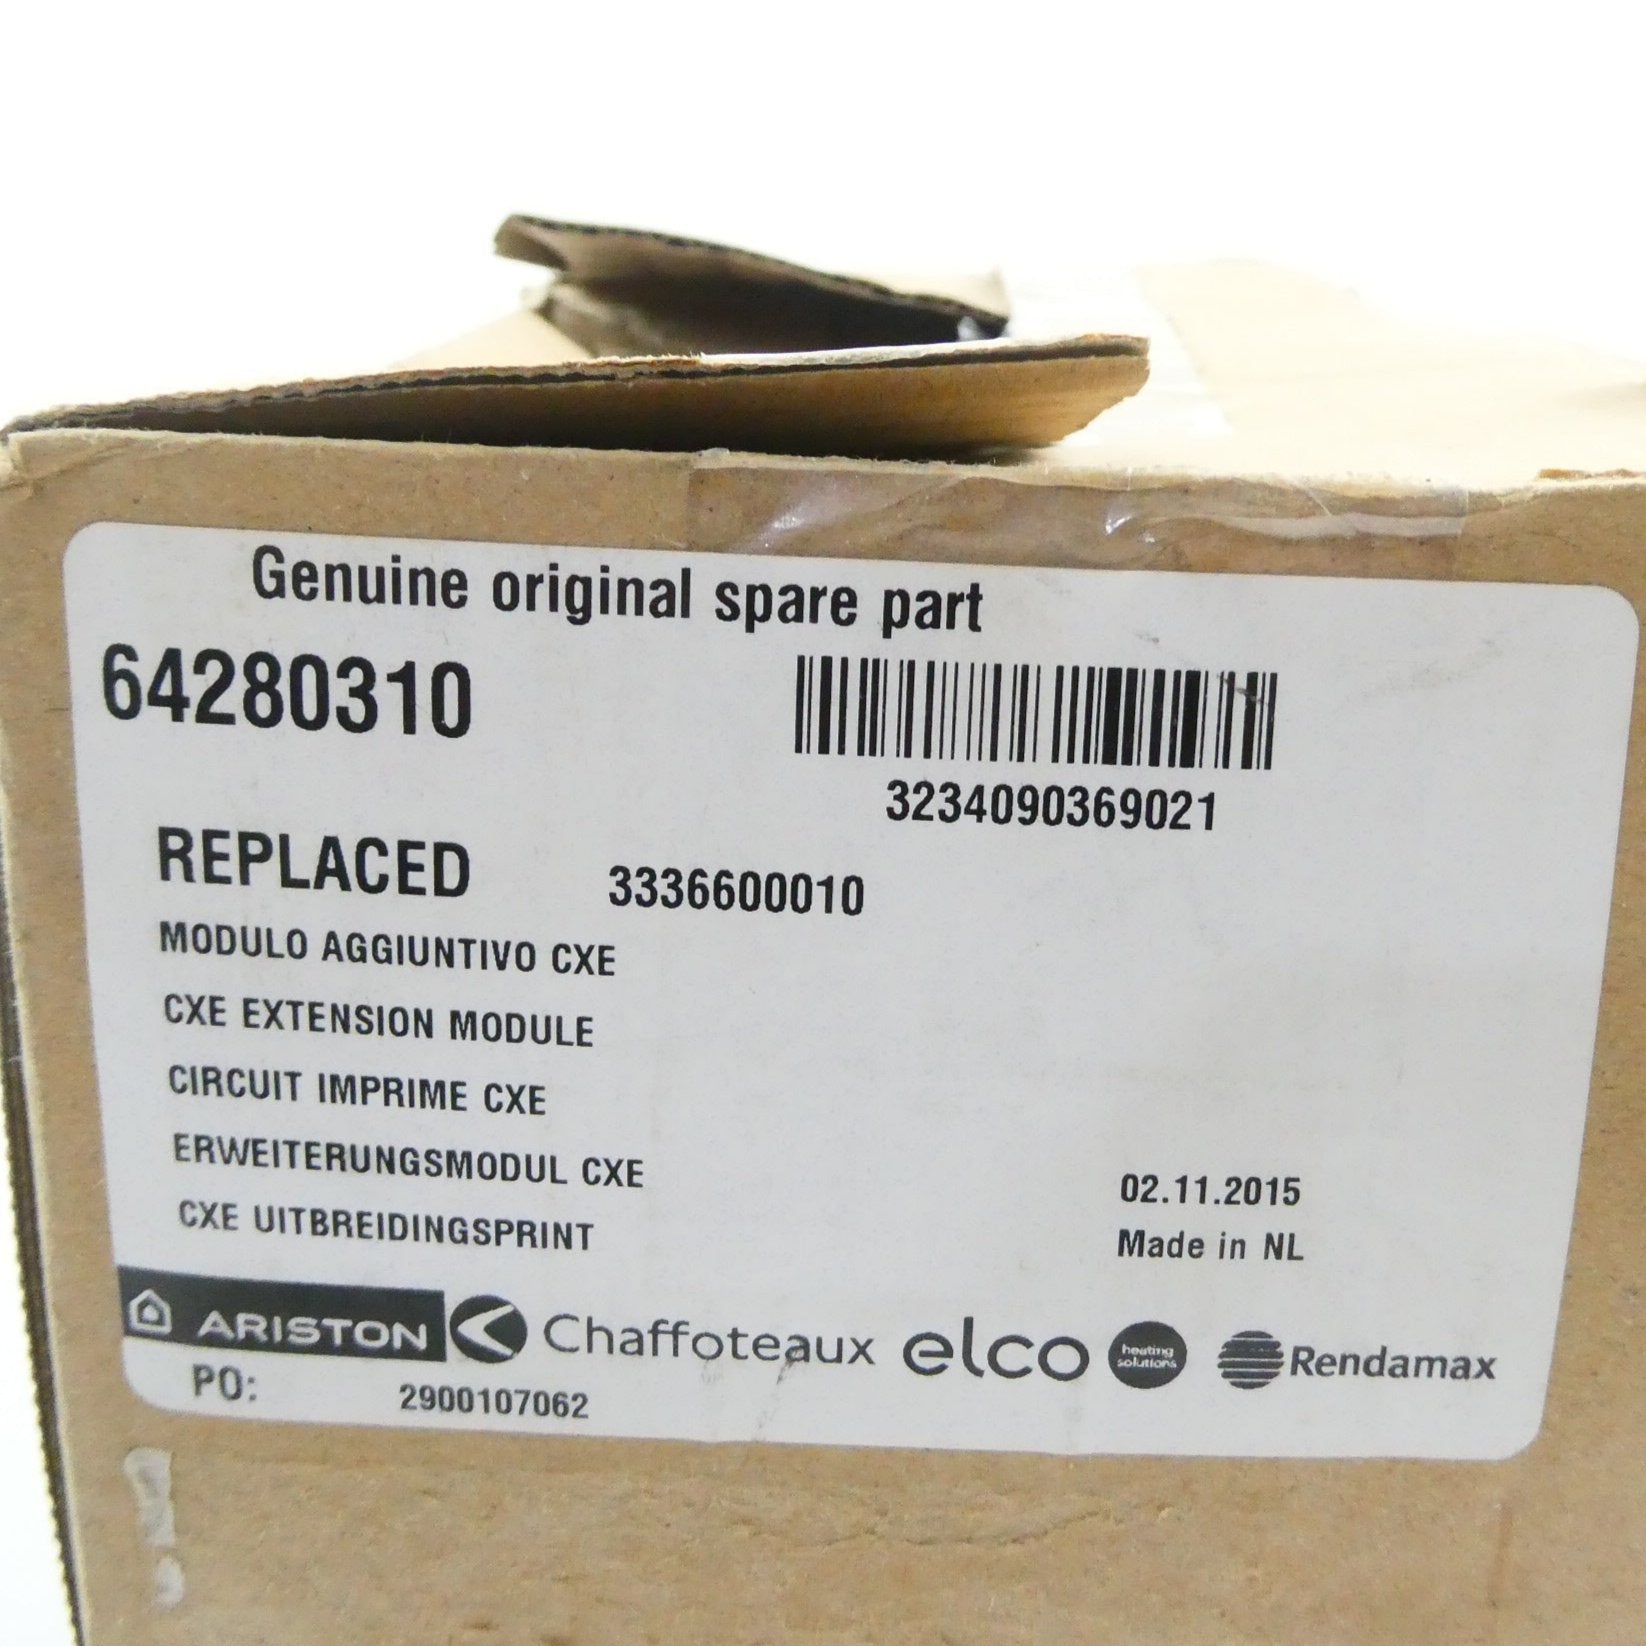 Genuine original spare part
64280310
3234090369021
REPLACED 3336600010
MODULO AGGIUNTIVO CXE
CXE EXTENSION MODULE
CIRCUIT IMPRIME CXE
ERWEITERUNGSMODUL CXE
CXE UITBREIDINGSPRINT
02.11.2015
Made in NL
ARISTON Chaffoteaux elco heating solutions Rendamax
PO: 2900107062